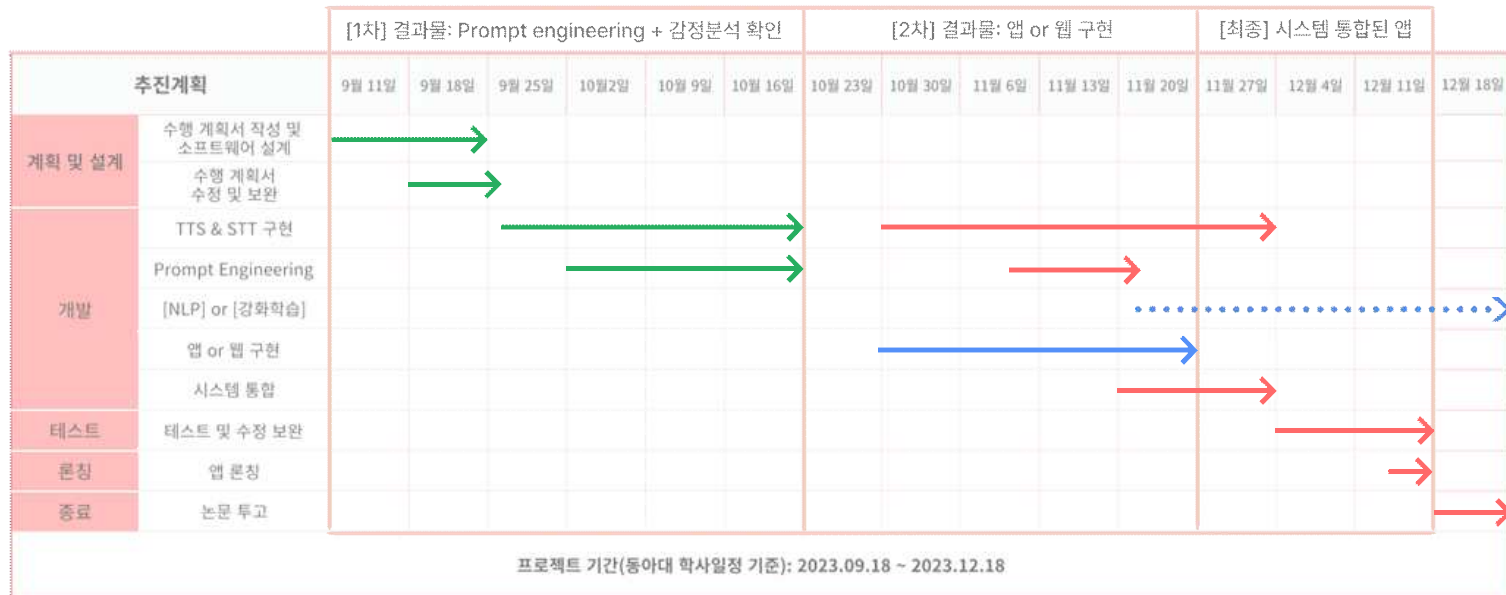 [1차] 결과물: Prompt engineering + 감정분석 확인
[2차] 결과물: 앱 or 웹 구현
[최종] 시스템 통합된 앱
추진계획
9월 11일
9월 18일
9월 25일
10월2일
10월 9일
10월 16일
10월 23일
10월 30일
11월 6일
11월 13일
11월 20일
11월 27일
12월 4일
12월 11일
12월 18일
계획 및 설계
수행 계획서 작성 및
소프트웨어 설계
수행 계획서
수정 및 보완
개발
TTS & STT 구현
Prompt Engineering
[NLP] or [강화학습]
앱 or 웹 구현
시스템 통합
테스트
테스트 및 수정 보완
론칭
앱 론칭
종료
논문 투고
프로젝트 기간(동아대 학사일정 기준): 2023.09.18 ~ 2023.12.18